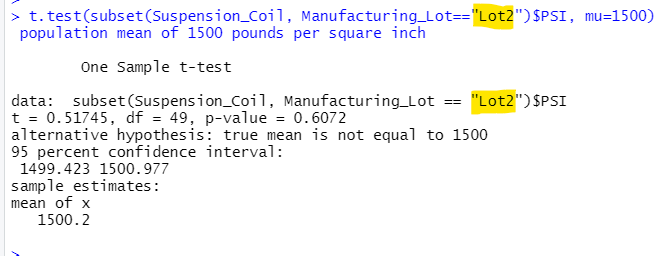 > t.test(subset(Suspension_Coil, Manufacturing_Lot=="Lot2")$PSI, mu=1500)
population mean of 1500 pounds per square inch
One Sample t-test
data:  subset(Suspension_Coil, Manufacturing_Lot == "Lot2")$PSI
t = 0.51745, df = 49, p-value = 0.6072
alternative hypothesis: true mean is not equal to 1500
95 percent confidence interval:
1499.423 1500.977
sample estimates:
mean of x
1500.2
>